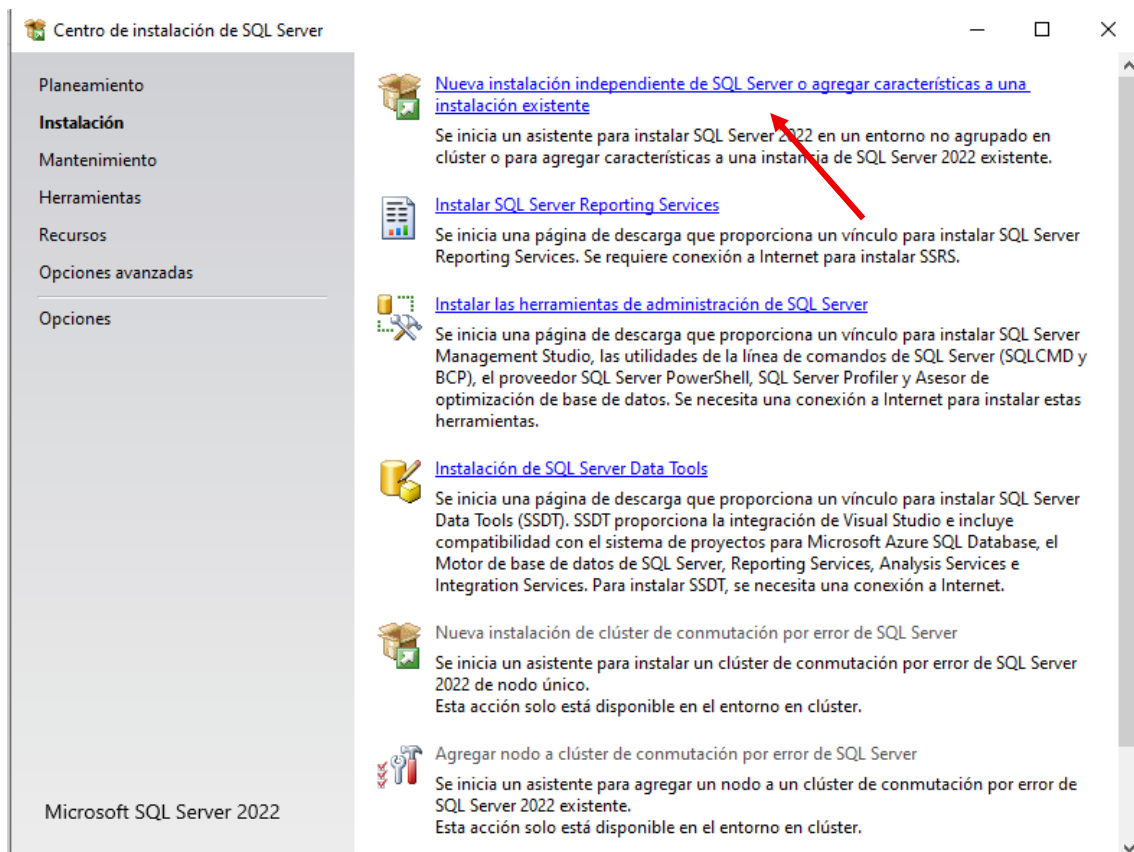 Centro de instalación de SQL Server
Planeamiento
Instalación
Mantenimiento
Herramientas
Recursos
Opciones avanzadas
Opciones
Microsoft SQL Server 2022
Nueva instalación independiente de SQL Server o agregar características a una
instalación existente
Se inicia un asistente para instalar SQL Server 2022 en un entorno no agrupado en
clúster o para agregar características a una instancia de SQL Server 2022 existente.
Instalar SQL Server Reporting Services
Se inicia una página de descarga que proporciona un vínculo para instalar SQL Server
Reporting Services. Se requiere conexión a Internet para instalar SSRS.
Instalar las herramientas de administración de SQL Server
Se inicia una página de descarga que proporciona un vínculo para instalar SQL Server
Management Studio, las utilidades de la línea de comandos de SQL Server (SQLCMD y
BCP), el proveedor SQL Server PowerShell, SQL Server Profiler y Asesor de
optimización de base de datos. Se necesita una conexión a Internet para instalar estas
herramientas.
Instalación de SQL Server Data Tools
Se inicia una página de descarga que proporciona un vínculo para instalar SQL Server
Data Tools (SSDT). SSDT proporciona la integración de Visual Studio e incluye
compatibilidad con el sistema de proyectos para Microsoft Azure SQL Database, el
Motor de base de datos de SQL Server, Reporting Services, Analysis Services e
Integration Services. Para instalar SSDT, se necesita una conexión a Internet.
Nueva instalación de clúster de conmutación por error de SQL Server
Se inicia un asistente para instalar un clúster de conmutación por error de SQL Server
2022 de nodo único.
Esta acción solo está disponible en el entorno en clúster.
Agregar nodo a clúster de conmutación por error de SQL Server
Se inicia un asistente para agregar un nodo a un clúster de conmutación por error de
SQL Server 2022 existente.
Esta acción solo está disponible en el entorno en clúster.